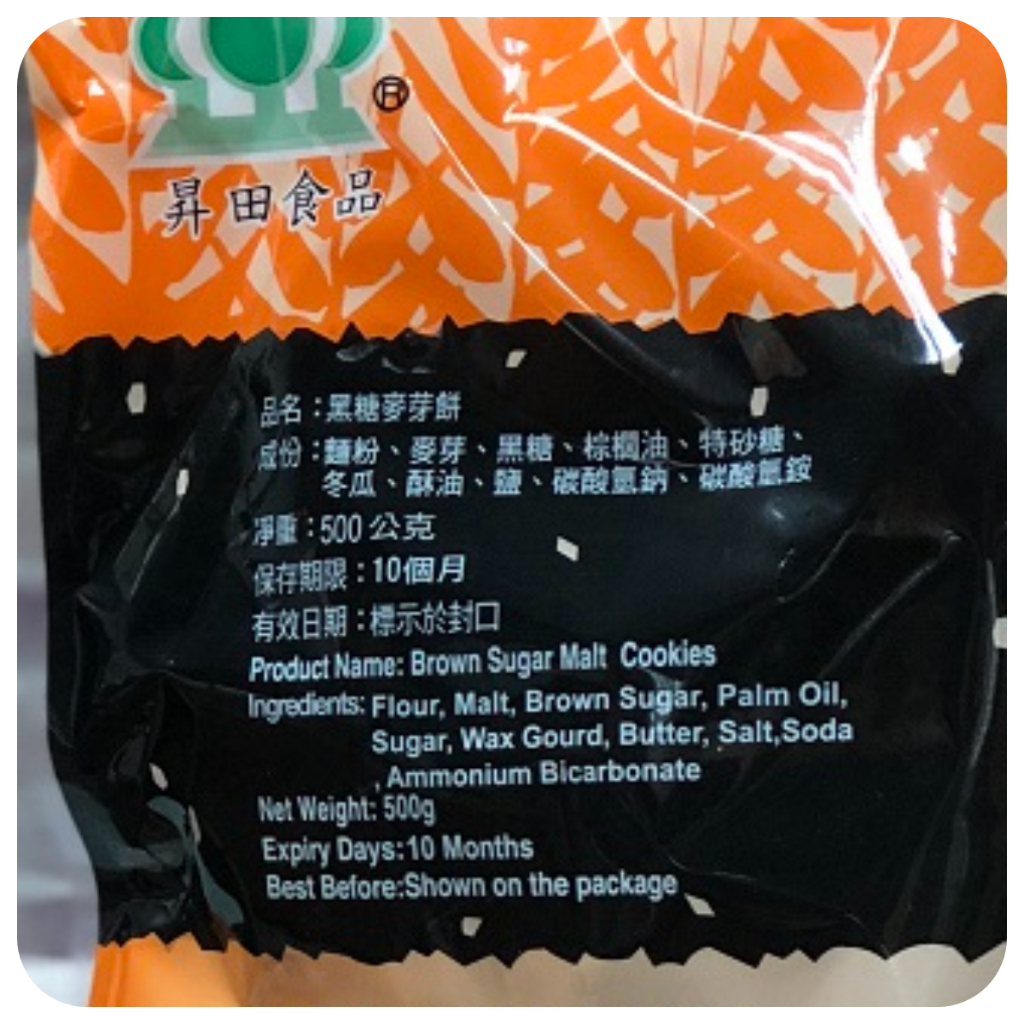 ®
昇田食品
品名：黑糖麥芽餅
成份：麵粉、麥芽、黑糖、棕櫚油、特砂糖、
冬瓜、酥油、鹽、碳酸氫鈉、碳酸氫銨
凈重：500公克
保存期限：10個月
有效日期：標示於封口
Product Name: Brown Sugar Malt Cookies
Ingredients: Flour, Malt, Brown Sugar, Palm Oil,
Sugar, Wax Gourd, Butter, Salt,Soda
, Ammonium Bicarbonate
Net Weight: 500g
Expiry Days:10 Months
Best Before:Shown on the package